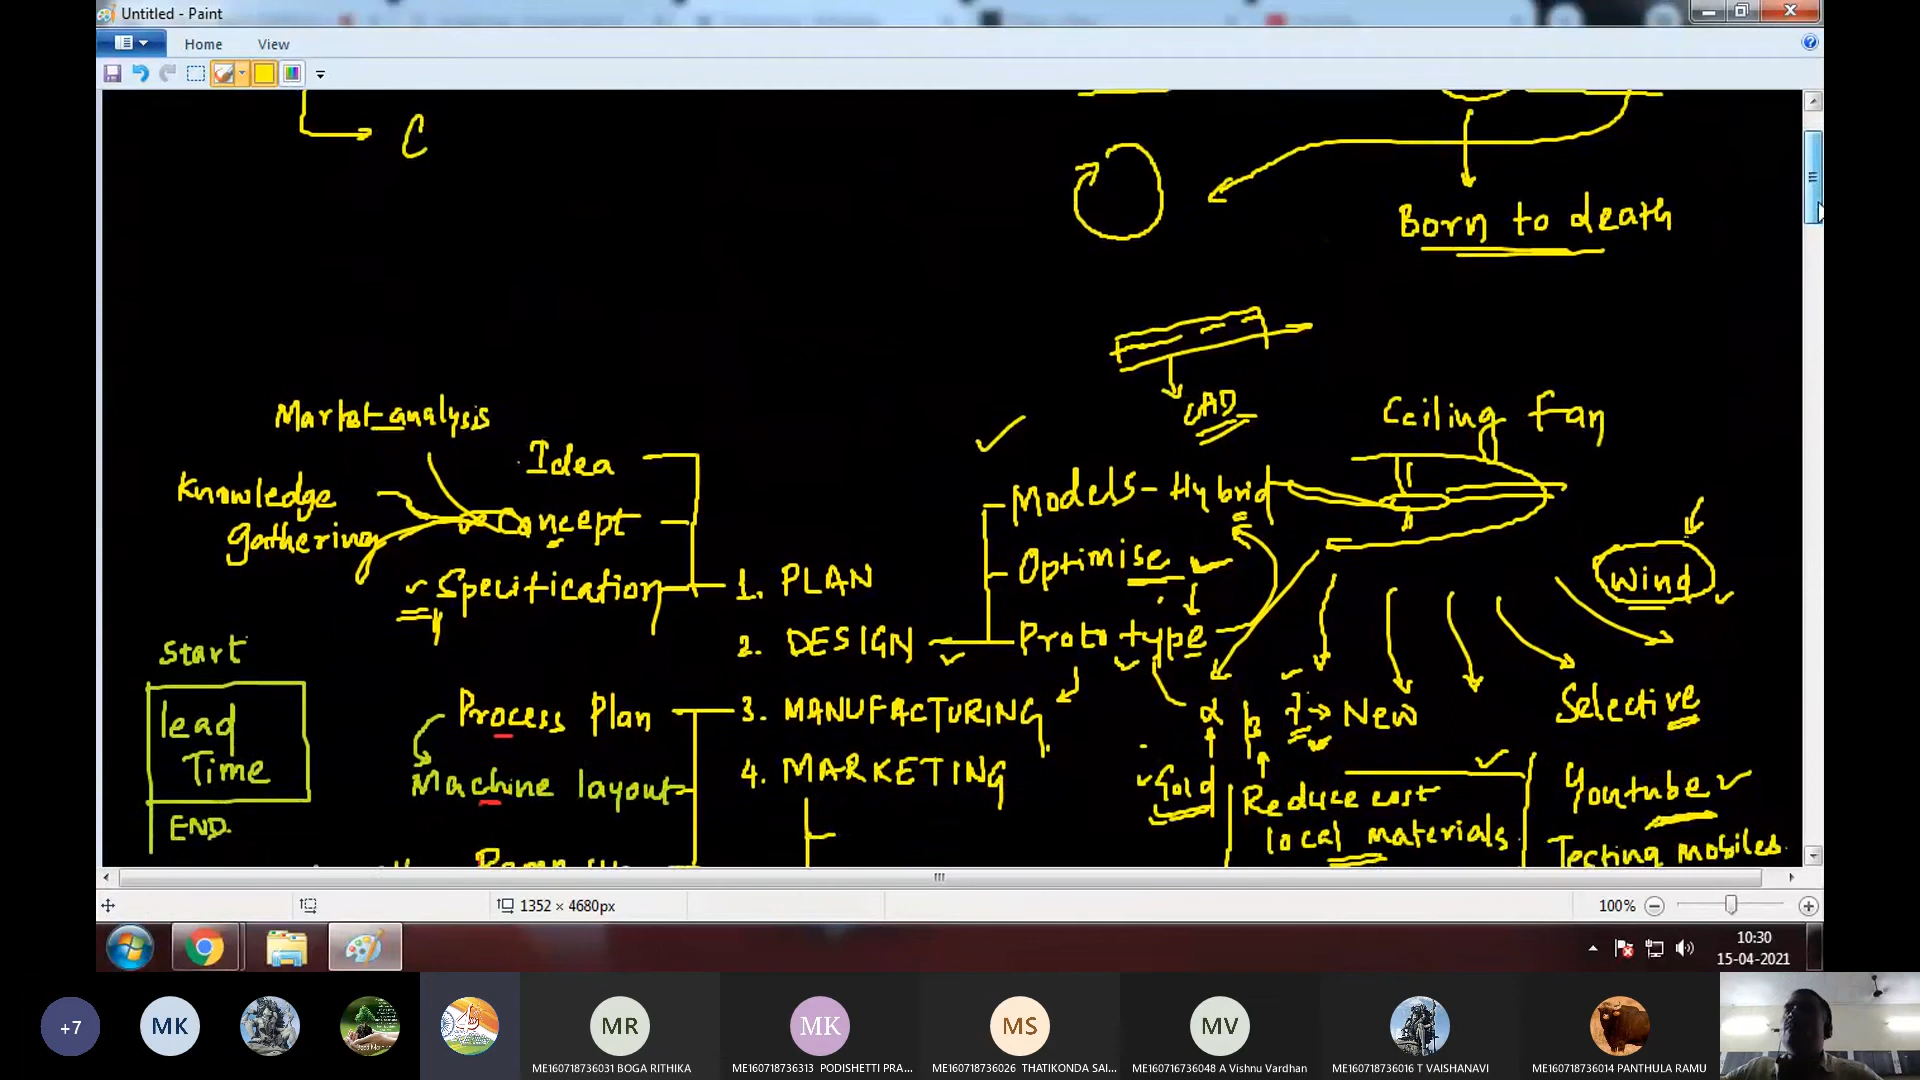 Untitled - Paint
Home
View
C
Born to death
CAD
Market analysis
Ceiling Fan
Idea
Knowledge
gathering
Concept
Specification
Models - Hybrid
Optimise
Prototype
Wind
1. PLAN
2. DESIGN
3. MANUFACTURING
4. MARKETING
Start
lead
Time
END
Process Plan
Machine layout
α β
→ New
Selective
Gold
Reduce cost
local materials
Youtube
Testing mobiles
1352 × 4680px
100%
10:30
15-04-2021
+7
MK
MR
MK
MS
MV
ME160718736031 BOGA RITHIKA
ME160718736313 PODISHETTI PRA...
ME160718736026 THATIKONDA SAI...
ME160716736048 A Vishnu Vardhan
ME160718736016 T VAISHANAVI
ME160718736014 PANTHULA RAMU